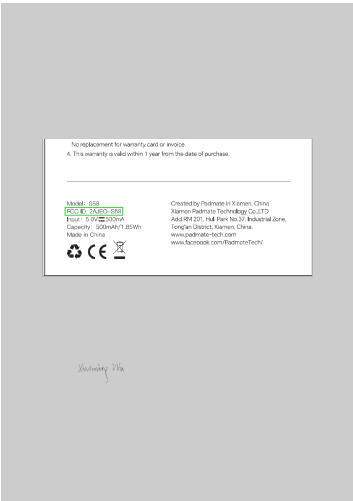 No replacement for warranty card or invoice.
4. This warranty is valid within 1 year from the date of purchase.
Model: S58
FCC ID: 2AJEO-S58
Input: 5.0V 500mA
Capacity: 500mAh/1.85Wh
Made in China
Created by Padmate in Xiamen, China
Xiamen Padmate Technology Co.,LTD
Add:RM 201, Huli Park No.37, Industrial Zone,
Tong'an District, Xiamen, China.
www.padmate-tech.com
www.facebook.com/PadmateTech/